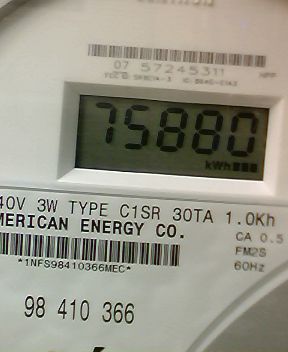 07 57245311
75880
kWh
40V 3W TYPE C1SR 30TA 1.0Kh
MERICAN ENERGY CO.
CA 0.5
FM2S
60Hz
*1NFS98410366MEC*
98 410 366